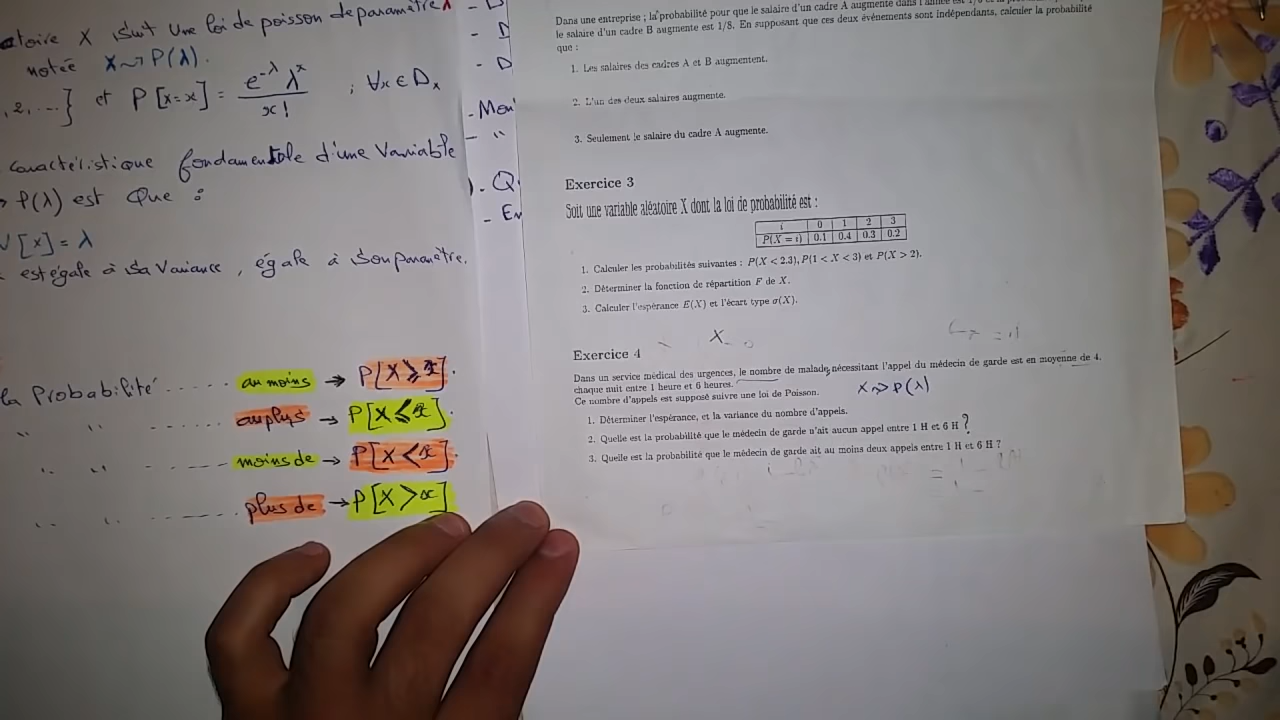 atoire X suit une loi de poisson de paramètre λ
notée X ⤳ P(λ).
, 2, ...} et P[X=x] = e^{-λ} λ^x / x! ; ∀x ∈ D_x
caractéristique fondamentale d'une variable
P(λ) est que :
V[x] = λ
est égale à sa variance, égale à son paramètre.
la Probabilité ...... au moins → P[X ⩾ x].
" " ...... au plus → P[X ⩽ x].
" " ...... moins de → P[X < x].
" " ...... plus de → P[X > x].
- D
- D
- D
- Mon
- "
- Q
- En
Dans une entreprise ; la probabilité pour que le salaire d'un cadre A augmente dans l'année est 1/6
le salaire d'un cadre B augmente est 1/8. En supposant que ces deux événements sont indépendants, calculer la probabilité
que :
1. Les salaires des cadres A et B augmentent.
2. L'un des deux salaires augmente.
3. Seulement le salaire du cadre A augmente.
Exercice 3
Soit une variable aléatoire X dont la loi de probabilité est :
i 0 1 2 3
P(X = i) 0.1 0.4 0.3 0.2
1. Calculer les probabilités suivantes : P(X < 2.3), P(1 < X < 3) et P(X > 2).
2. Déterminer la fonction de répartition F de X.
3. Calculer l'espérance E(X) et l'écart type σ(X).
Exercice 4
Dans un service médical des urgences, le nombre de malade nécessitant l'appel du médecin de garde est en moyenne de 4.
chaque nuit entre 1 heure et 6 heures.
Ce nombre d'appels est supposé suivre une loi de Poisson. X ⤳ P(λ)
1. Déterminer l'espérance, et la variance du nombre d'appels.
2. Quelle est la probabilité que le médecin de garde n'ait aucun appel entre 1 H et 6 H ?
3. Quelle est la probabilité que le médecin de garde ait au moins deux appels entre 1 H et 6 H ?